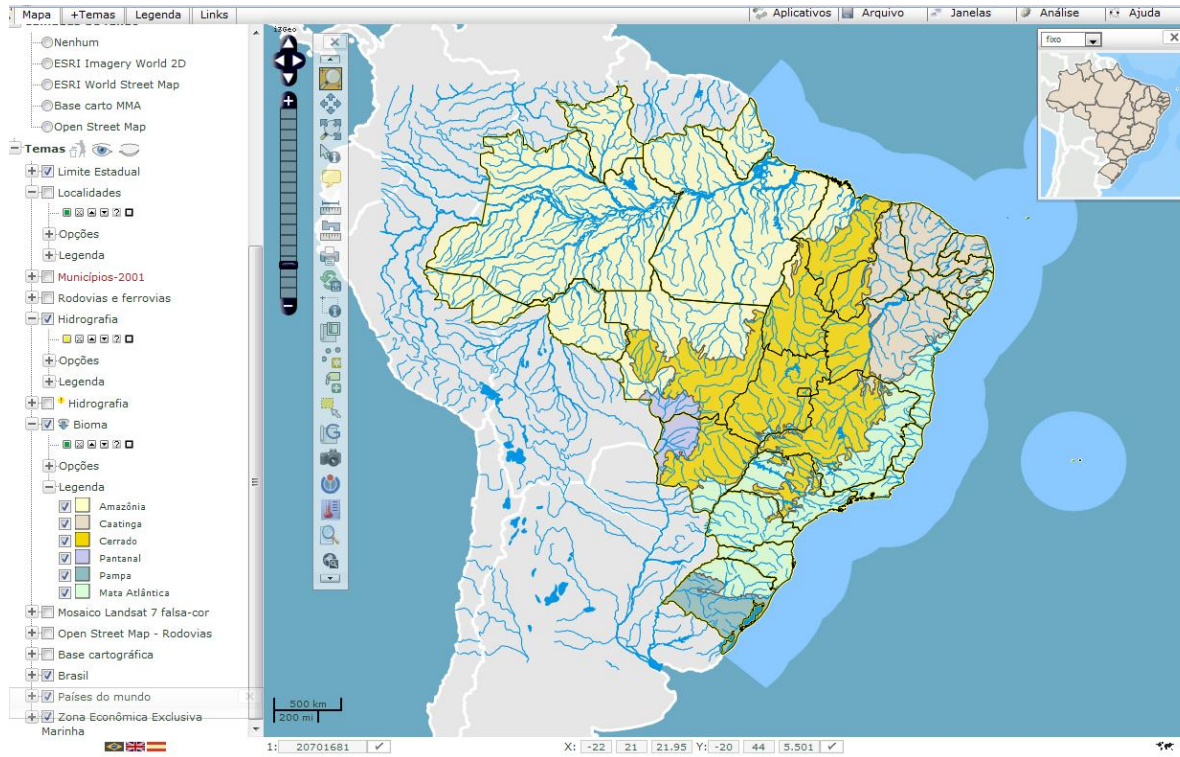 Mapa +Temas Legenda Links
Aplicativos Arquivo Janelas Análise Ajuda
Nenhum
ESRI Imagery World 2D
ESRI World Street Map
Base carto MMA
Open Street Map
Temas
Limite Estadual
Localidades
Opções
Legenda
Municípios-2001
Rodovias e ferrovias
Hidrografia
Opções
Legenda
Hidrografia
Bioma
Opções
Legenda
Amazônia
Caatinga
Cerrado
Pantanal
Pampa
Mata Atlântica
Mosaico Landsat 7 falsa-cor
Open Street Map - Rodovias
Base cartográfica
Brasil
Países do mundo
Zona Econômica Exclusiva
Marinha
i3Geo
fixo
500 km
200 mi
1: 20701681
X: -22 21 21.95 Y: -20 44 5.501